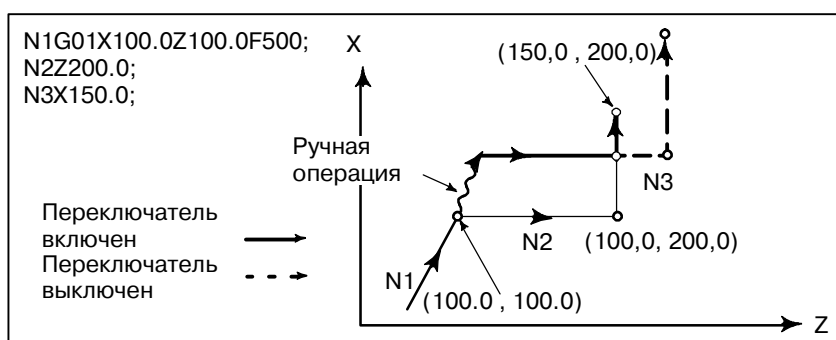 N1G01X100.0Z100.0F500;
N2Z200.0;
N3X150.0;
X
(150,0 , 200,0)
Ручная
операция
N3
Переключатель
включен
N2
(100,0, 200,0)
Переключатель
выключен
N1
(100.0 , 100.0)
Z